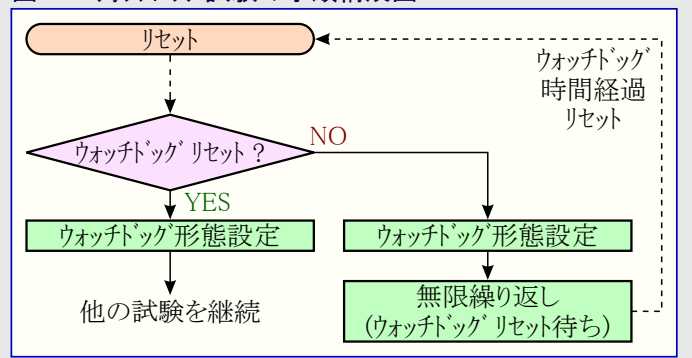 リセット
ウォッチドッグ
時間経過
リセット
ウォッチドッグ リセット ?
NO
YES
ウォッチドッグ形態設定
ウォッチドッグ形態設定
他の試験を継続
無限繰り返し
(ウォッチドッグ リセット待ち)